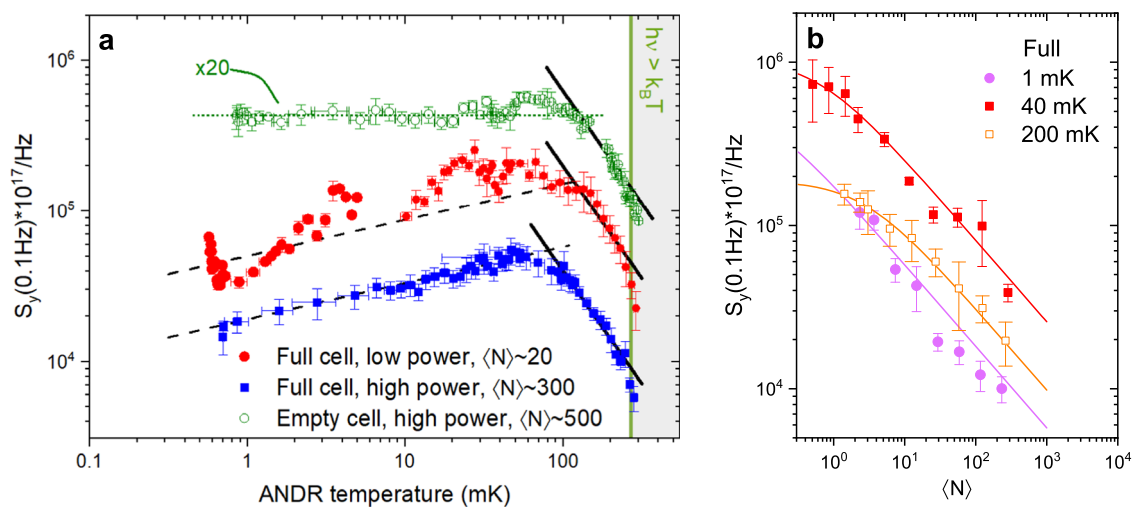 a
x20
hν > k_BT
S_y(0.1Hz)*10^17/Hz
10^6
10^5
10^4
Full cell, low power, ⟨N⟩~20
Full cell, high power, ⟨N⟩~300
Empty cell, high power, ⟨N⟩~500
0.1 1 10 100
ANDR temperature (mK)
b
Full
1 mK
40 mK
200 mK
S_y(0.1Hz)*10^17/Hz
10^6
10^5
10^4
10^0 10^1 10^2 10^3 10^4
⟨N⟩